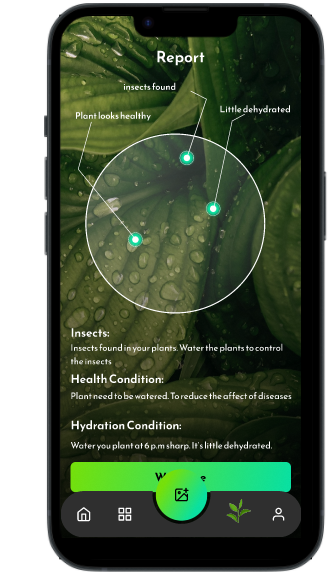 Report
insects found
Little dehydrated
Plant looks healthy
Insects:
Insects found in your plants. Water the plants to control
the insects
Health Condition:
Plant need to be watered. To reduce the affect of diseases
Hydration Condition:
Water you plant at 6 p.m sharp. It's little dehydrated.